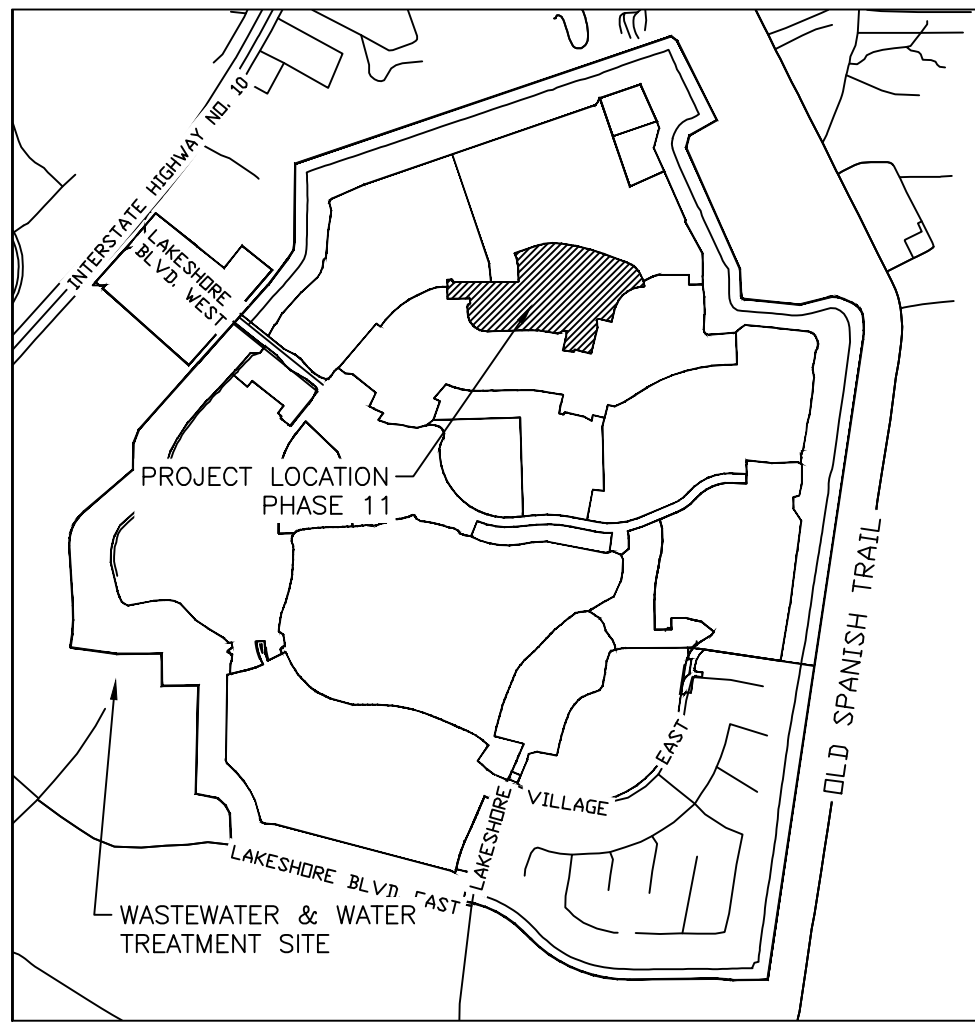 INTERSTATE HIGHWAY NO. 10
LAKESHORE
BLVD. WEST
PROJECT LOCATION
PHASE 11
OLD SPANISH TRAIL
EAST
VILLAGE
LAKESHORE
LAKESHORE BLVD. EAST
WASTEWATER & WATER
TREATMENT SITE